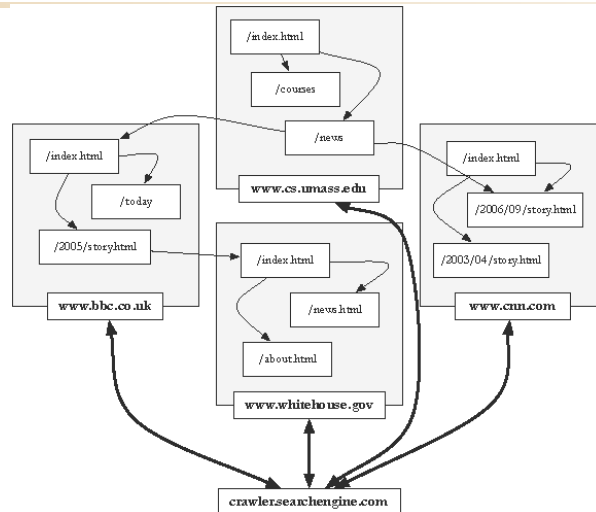 /index.html
/courses
/news
www.cs.umass.edu
/index.html
/today
/2005/story.html
www.bbc.co.uk
/index.html
/2006/09/story.html
/2003/04/story.html
www.cnn.com
/index.html
/news.html
/about.html
www.whitehouse.gov
crawler.searchengine.com